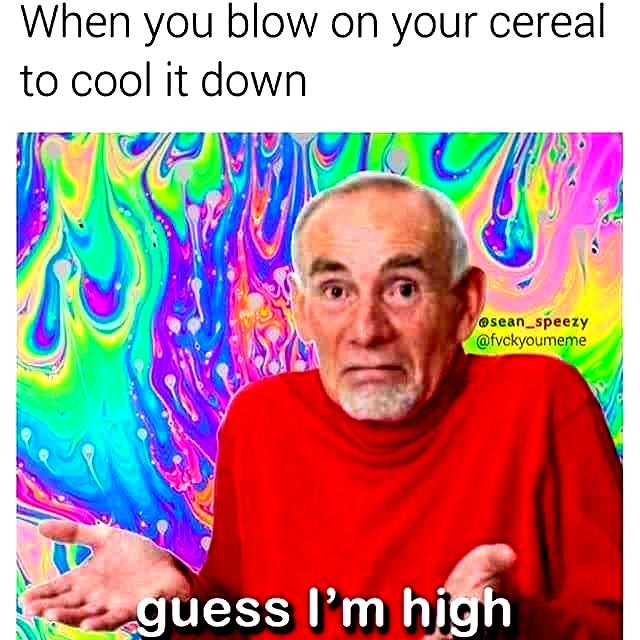 When you blow on your cereal
to cool it down
@sean_speezy
@fvckyoumeme
guess I'm high